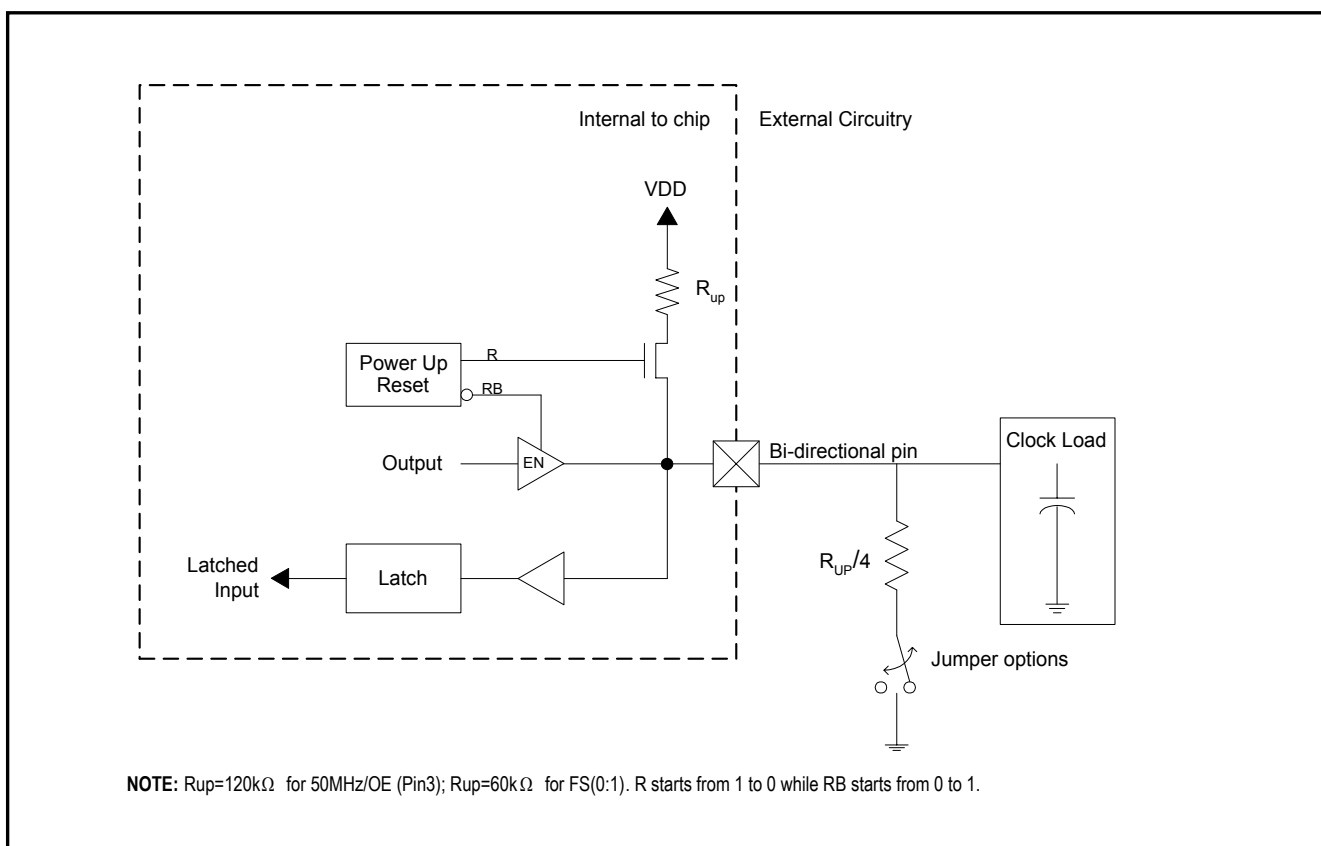 Internal to chip
External Circuitry
VDD
Rup
Power Up
Reset
R
RB
Output
EN
Bi-directional pin
Clock Load
Latched
Input
Latch
RUP/4
Jumper options
NOTE: Rup=120kΩ for 50MHz/OE (Pin3); Rup=60kΩ for FS(0:1). R starts from 1 to 0 while RB starts from 0 to 1.